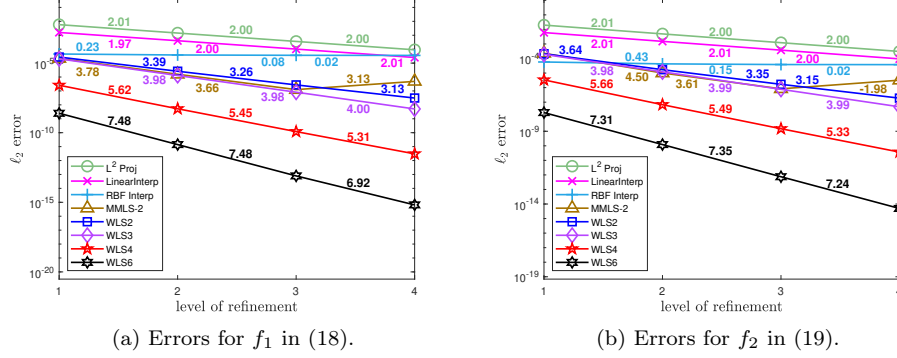 2.01
2.00
2.00
0.23
1.97
2.00
0.08
0.02
2.01
3.78
3.39
3.98
3.66
3.26
3.98
3.13
3.13
4.00
5.62
5.45
5.31
7.48
7.48
6.92
10^-5
10^-10
10^-15
10^-20
ℓ2 error
L^2 Proj
LinearInterp
RBF Interp
MMLS-2
WLS2
WLS3
WLS4
WLS6
1 2 3 4
level of refinement
(a) Errors for f1 in (18).
2.01
2.00
2.00
3.64
2.01
0.43
2.01
0.15
2.00
0.02
3.98
4.50
3.61
3.99
3.35
3.15
3.99
-1.98
5.66
5.49
5.33
7.31
7.35
7.24
10^-4
10^-9
10^-14
10^-19
ℓ2 error
L^2 Proj
LinearInterp
RBF Interp
MMLS-2
WLS2
WLS3
WLS4
WLS6
1 2 3 4
level of refinement
(b) Errors for f2 in (19).